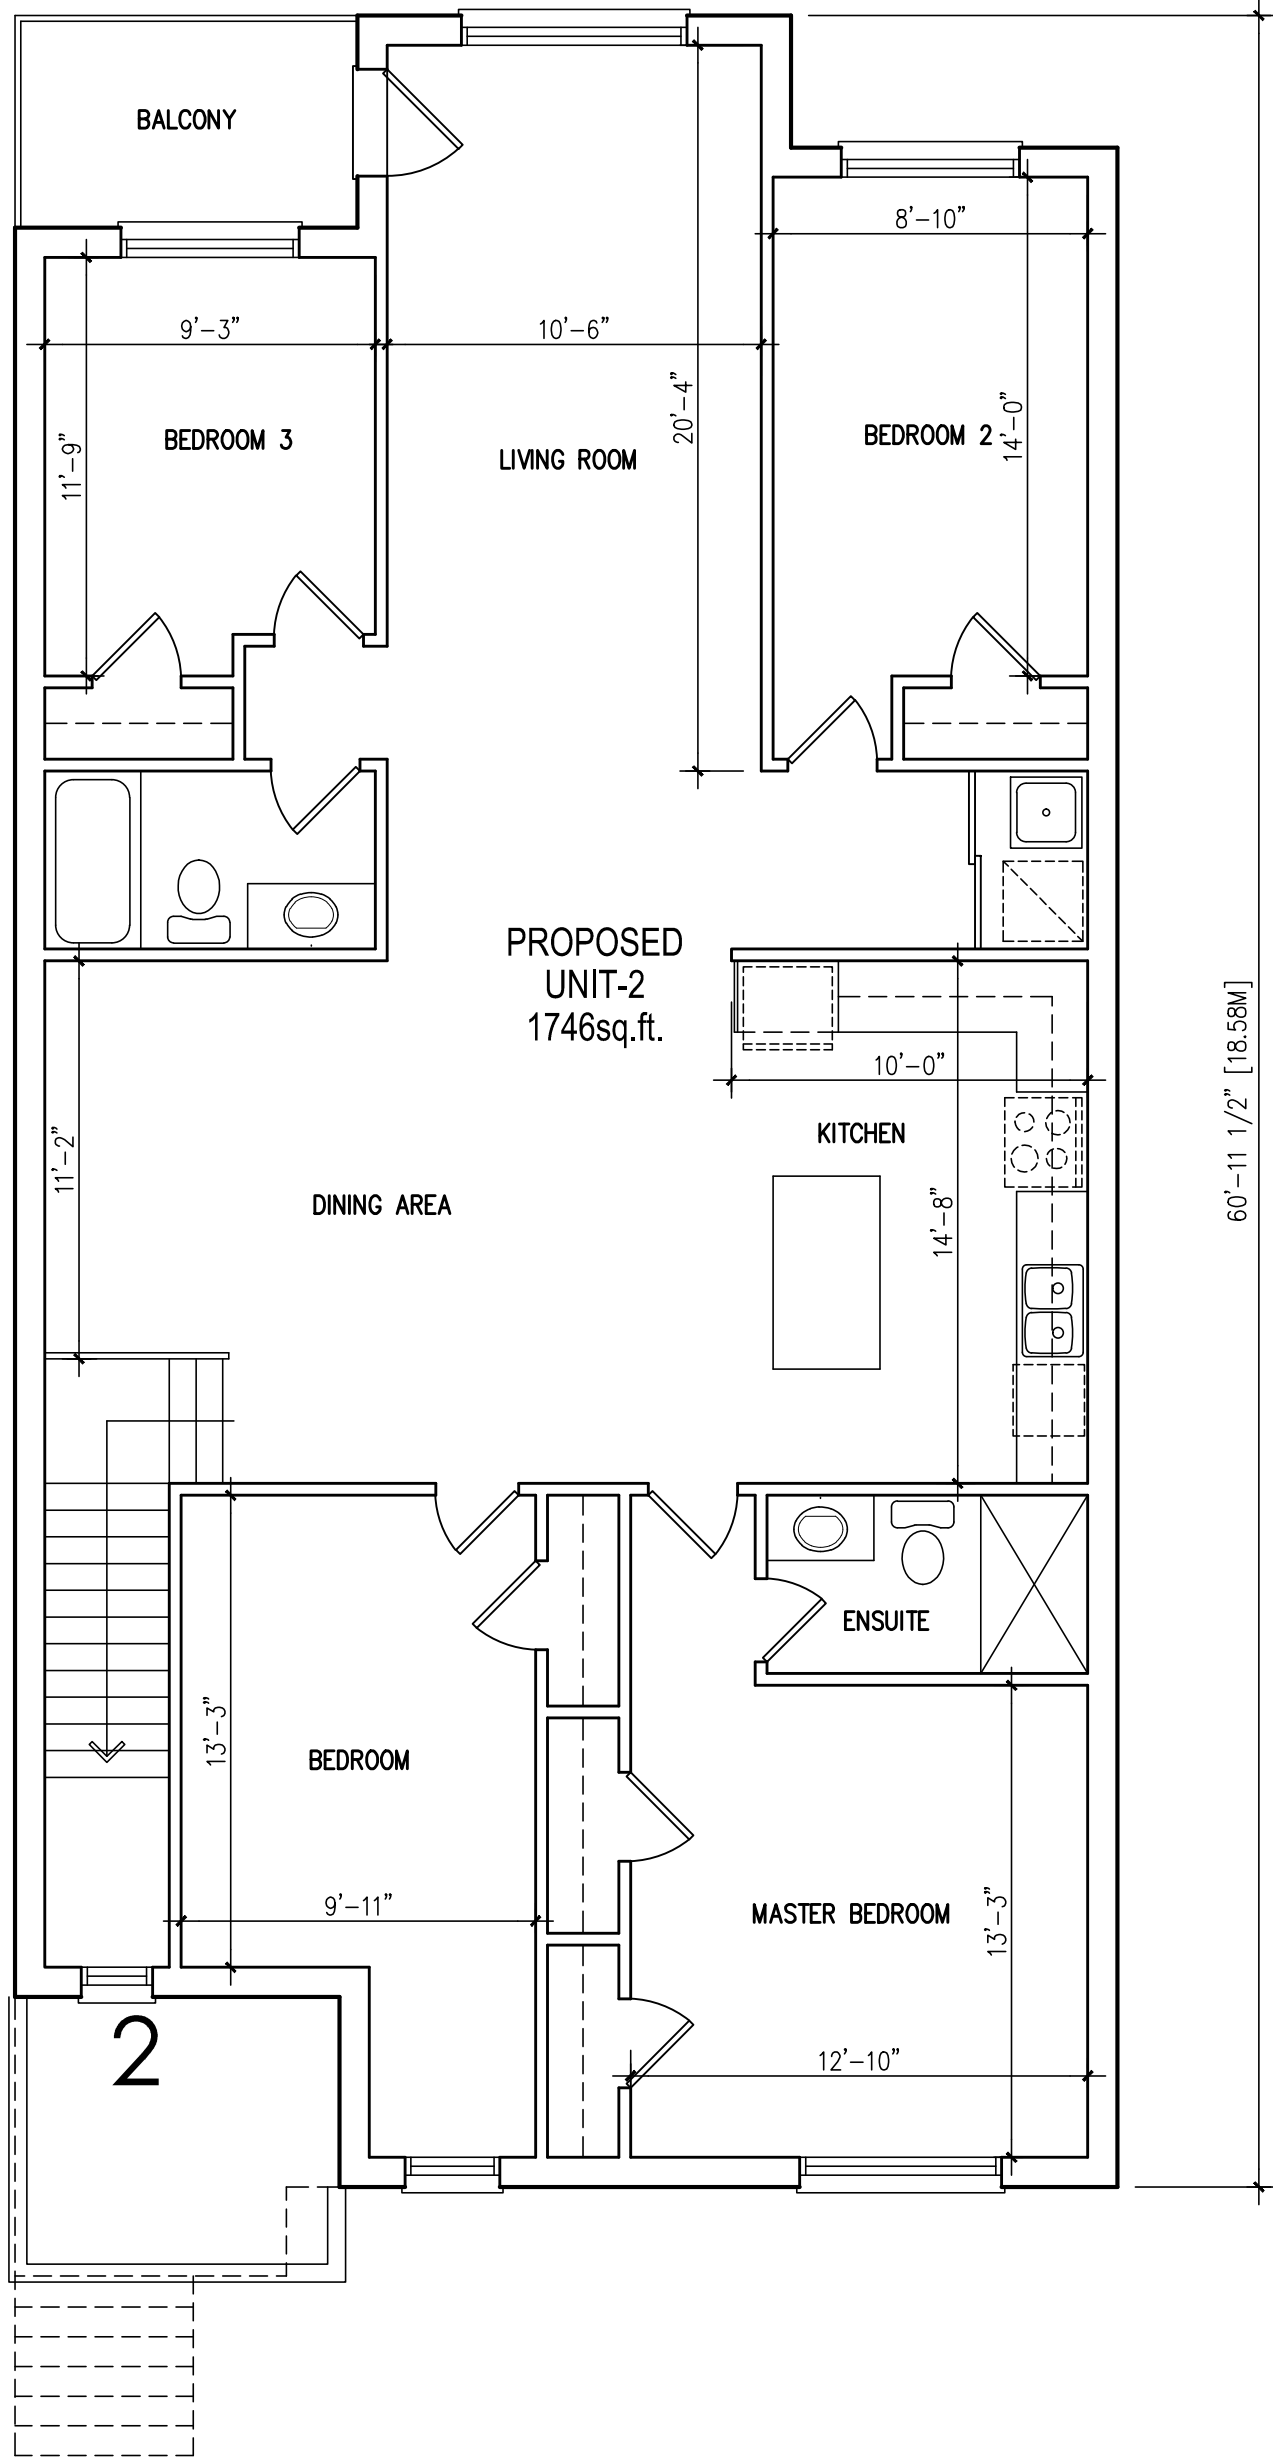 BALCONY
8'-10"
9'-3"
10'-6"
20'-4"
14'-0"
11'-9"
BEDROOM 3
LIVING ROOM
BEDROOM 2
PROPOSED
UNIT-2
1746sq.ft.
60'-11 1/2" [18.58M]
10'-0"
KITCHEN
11'-2"
DINING AREA
14'-8"
ENSUITE
13'-3"
BEDROOM
9'-11"
MASTER BEDROOM
13'-3"
12'-10"
2